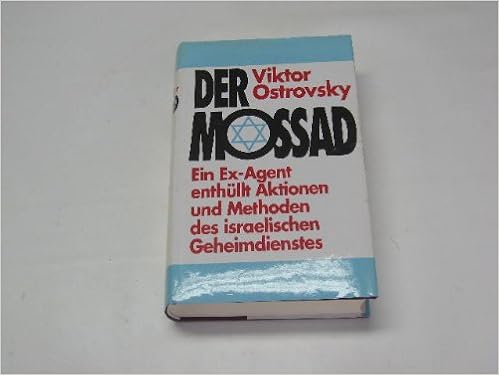 DER Viktor
Ostrovsky
MOSSAD
Ein Ex-Agent
enthüllt Aktionen
und Methoden
des israelischen
Geheimdienstes